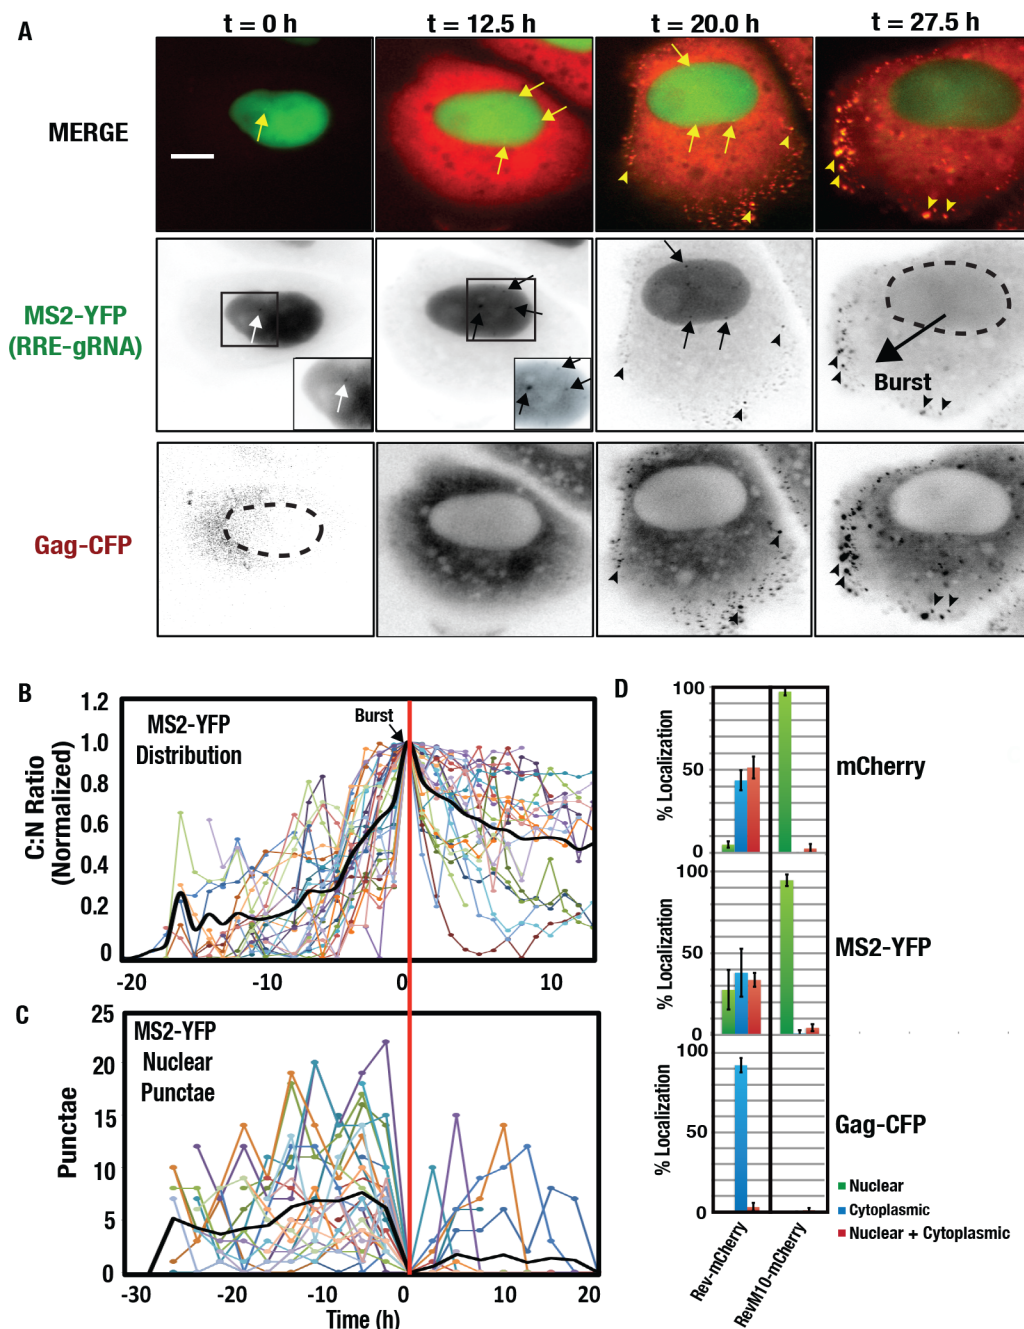 A
t = 0 h
t = 12.5 h
t = 20.0 h
t = 27.5 h
MERGE
MS2-YFP
(RRE-gRNA)
Burst
Gag-CFP
B
1.2
1.0
0.8
0.6
0.4
0.2
0
C:N Ratio
(Normalized)
MS2-YFP
Distribution
Burst
-20
-10
0
10
C
25
20
15
10
5
0
Punctae
MS2-YFP
Nuclear
Punctae
-30
-20
-10
0
10
20
Time (h)
D
100
50
0
% Localization
mCherry
100
50
0
% Localization
MS2-YFP
100
50
0
% Localization
Gag-CFP
Nuclear
Cytoplasmic
Nuclear + Cytoplasmic
Rev-mCherry
RevM10-mCherry